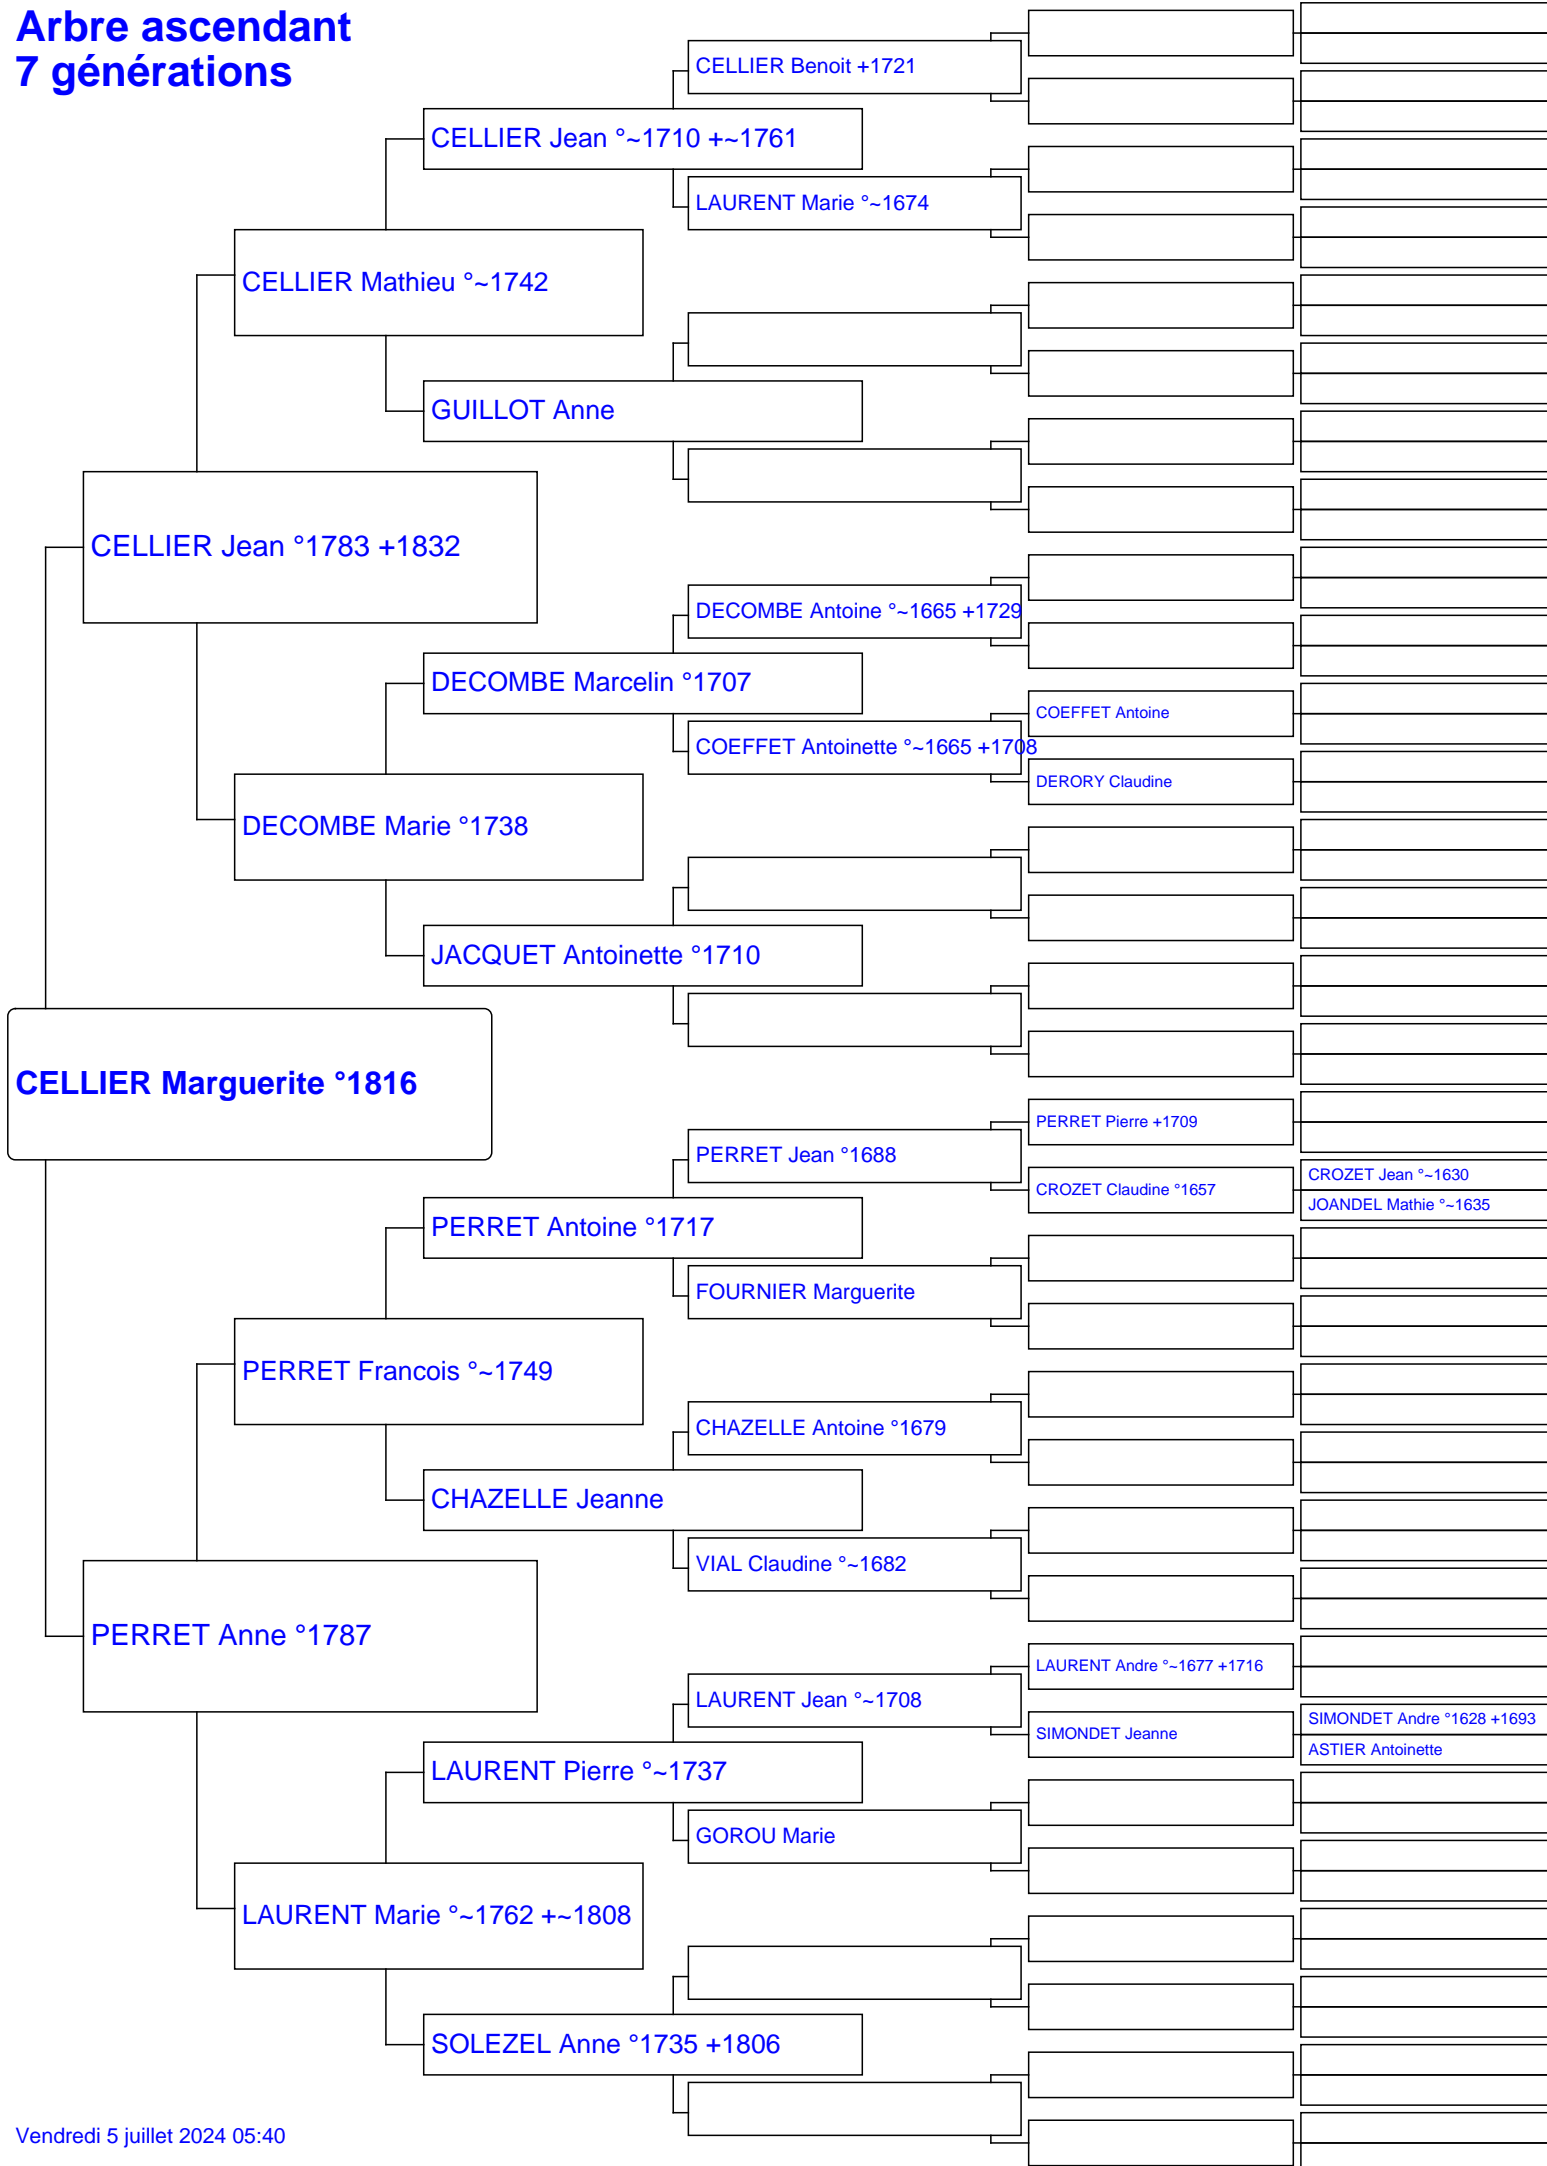 Arbre ascendant
7 générations
CELLIER Benoit +1721
CELLIER Jean °~1710 +~1761
LAURENT Marie °~1674
CELLIER Mathieu °~1742
GUILLOT Anne
CELLIER Jean °1783 +1832
DECOMBE Antoine °~1665 +1729
DECOMBE Marcelin °1707
COEFFET Antoine
COEFFET Antoinette °~1665 +1708
DERORY Claudine
DECOMBE Marie °1738
JACQUET Antoinette °1710
CELLIER Marguerite °1816
PERRET Pierre +1709
PERRET Jean °1688
CROZET Jean °~1630
CROZET Claudine °1657
JOANDEL Mathie °~1635
PERRET Antoine °1717
FOURNIER Marguerite
PERRET Francois °~1749
CHAZELLE Antoine °1679
CHAZELLE Jeanne
VIAL Claudine °~1682
PERRET Anne °1787
LAURENT Andre °~1677 +1716
LAURENT Jean °~1708
SIMONDET Andre °1628 +1693
SIMONDET Jeanne
ASTIER Antoinette
LAURENT Pierre °~1737
GOROU Marie
LAURENT Marie °~1762 +~1808
SOLEZEL Anne °1735 +1806
Vendredi 5 juillet 2024 05:40